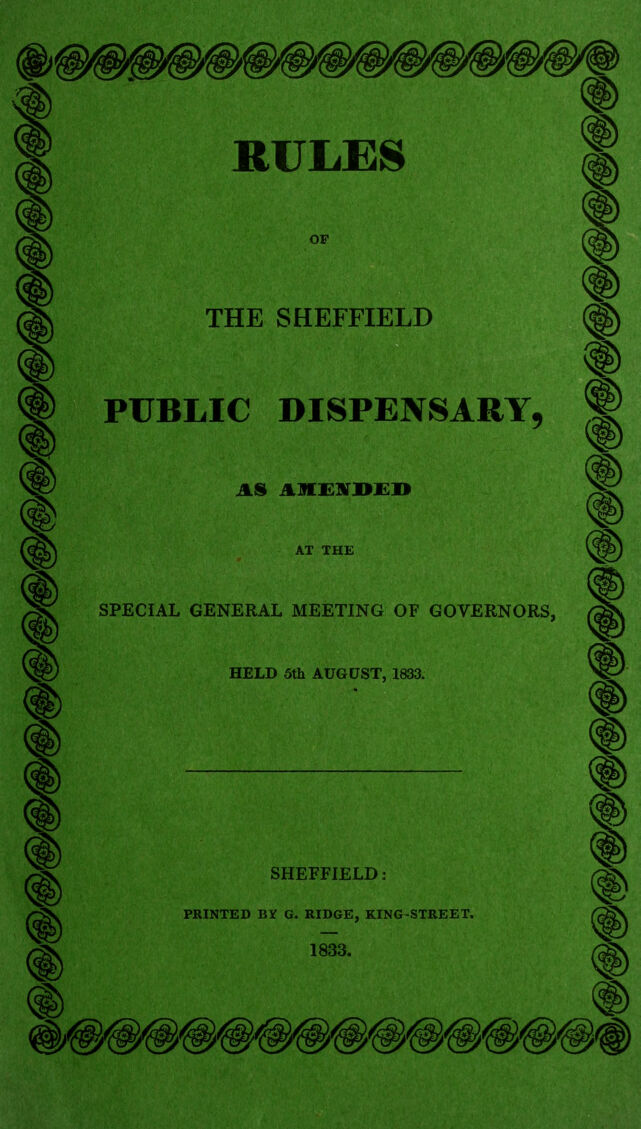 RULES
OF
THE SHEFFIELD
PUBLIC DISPENSARY,
AS AMENDED
AT THE
SPECIAL GENERAL MEETING OF GOVERNORS,
HELD 5th AUGUST, 1833.
SHEFFIELD:
PRINTED BY G. RIDGE, KING-STREET.
1833.